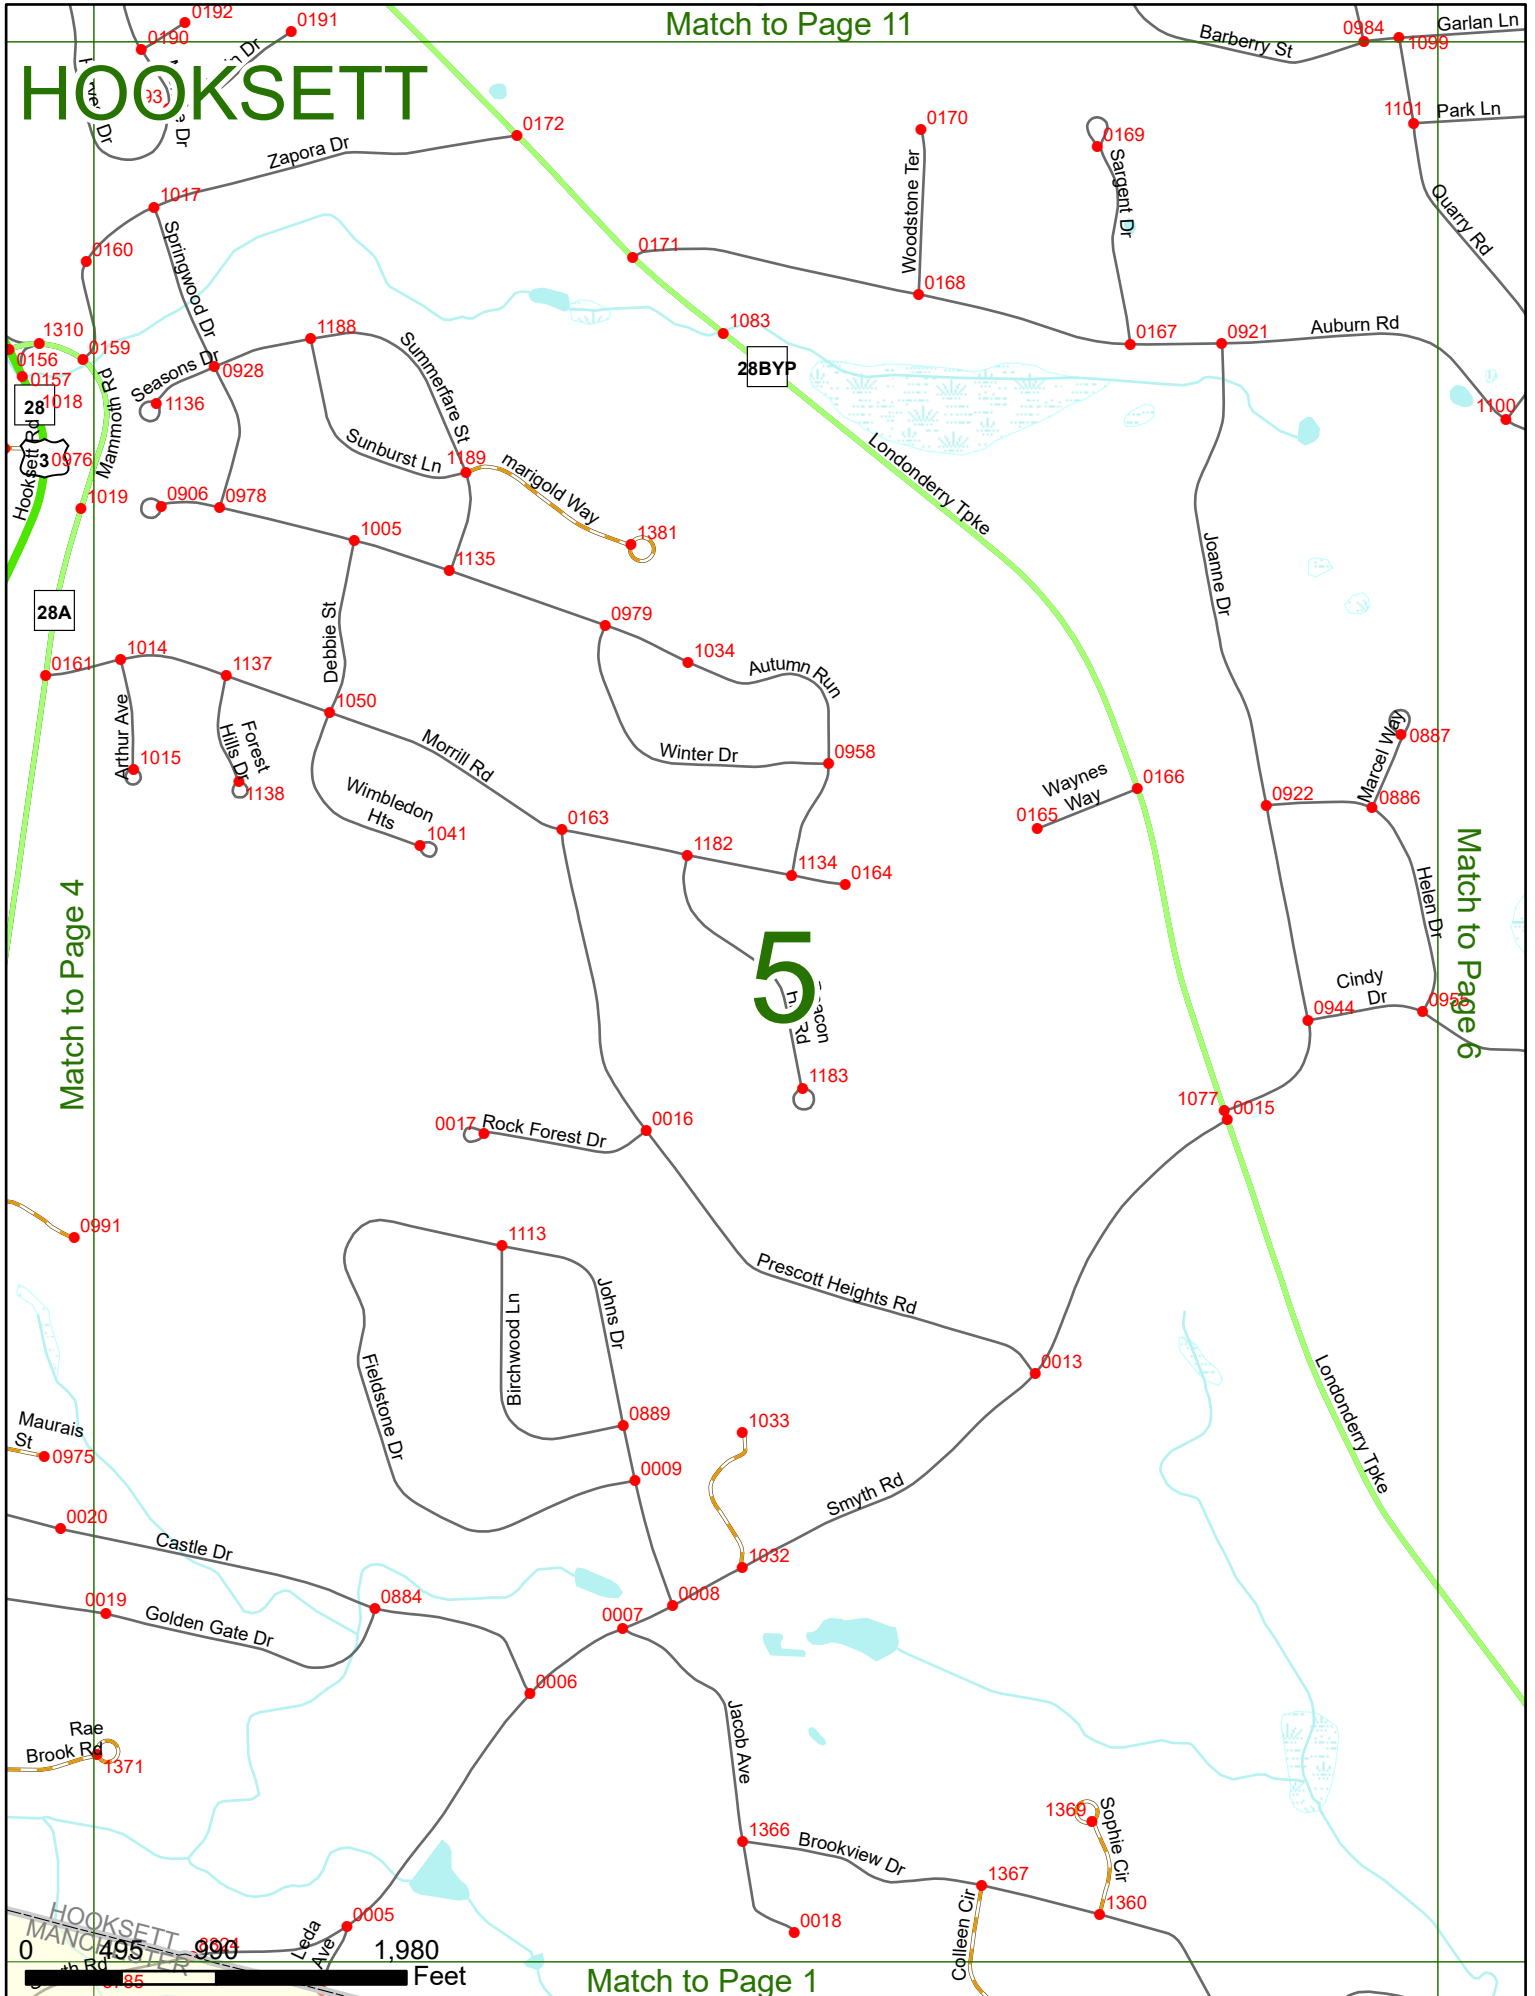 Match to Page 11
HOOKSETT
0192
0191
0190
0984
1099
Garlan Ln
Barberry St
1101
Park Ln
Quarry Rd
0172
Zapora Dr
0170
0169
Woodstone Ter
Sargent Dr
1017
0160
Springwood Dr
0171
0168
1083
0167
0921
Auburn Rd
1100
28BYP
1310
0156
0157
0159
1018
28
3
0976
Hooksett Rd
Mammoth Rd
1019
28A
1188
0928
Seasons Dr
1136
Summerfare St
Sunburst Ln
1189
marigold Way
1381
Londonderry Tpke
0906
0978
1005
1135
Joanne Dr
Debbie St
0979
1034
Autumn Run
0161
1014
1137
1050
Arthur Ave
1015
Forest
Hills Dr
1138
Morrill Rd
Winter Dr
0958
Wimbledon
Hts
1041
0163
1182
1134
0164
Waynes
Way
0165
0166
0922
Marcel Way
0887
0886
Helen Dr
Match to Page 4
Match to Page 6
5
Rd
1183
Cindy
Dr
0944
0955
1077
0015
0017
Rock Forest Dr
0016
0991
1113
Prescott Heights Rd
Johns Dr
Birchwood Ln
Fieldstone Dr
0013
Londonderry Tpke
0889
1033
Maurais
St
0975
0009
Smyth Rd
0020
Castle Dr
1032
0019
Golden Gate Dr
0884
0008
0007
0006
Rae
Brook Rd
1371
Jacob Ave
1366
Brookview Dr
1369
Sophie Cir
1367
1360
Colleen Cir
0018
0005
Leda
Ave
HOOKSETT
MANCHESTER
0 495 990 1,980
Feet
Match to Page 1